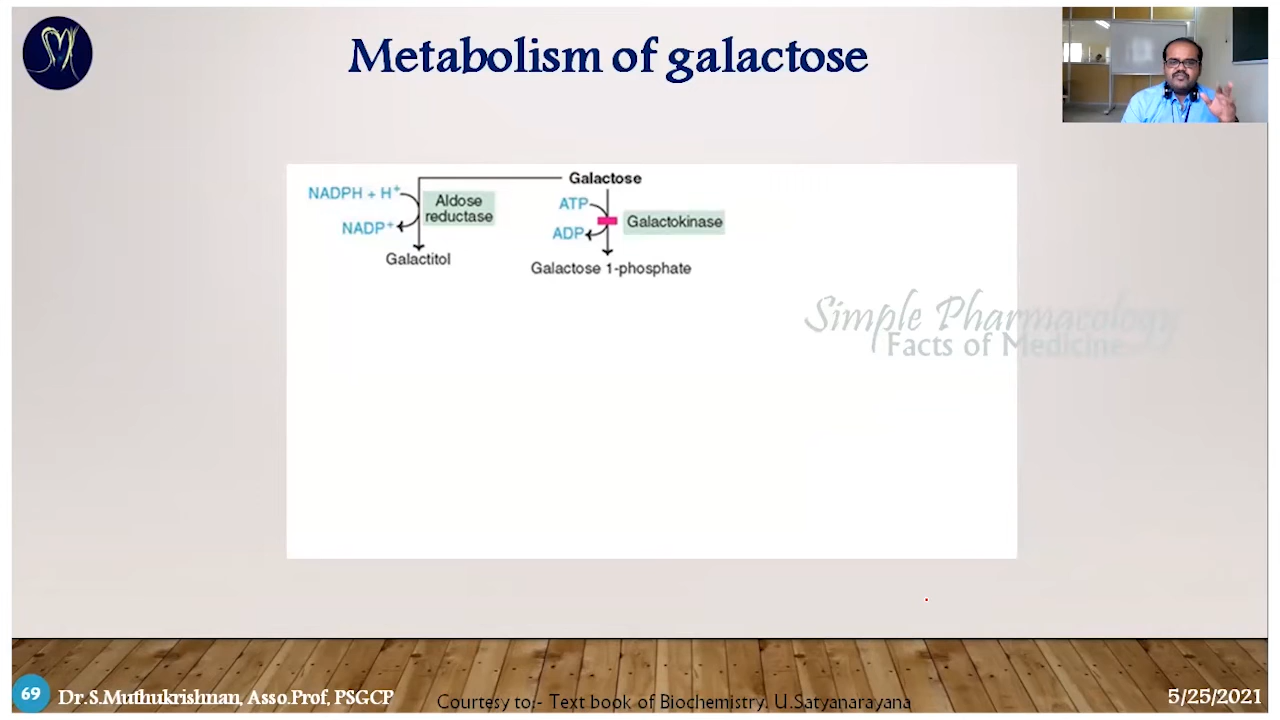 Metabolism of galactose
Galactose
NADPH + H⁺
Aldose
reductase
NADP⁺
Galactitol
ATP
Galactokinase
ADP
Galactose 1-phosphate
Simple Pharmacology
Facts of Medicine
69
Dr.S.Muthukrishnan, Asso.Prof, PSGCP
Courtesy to:- Text book of Biochemistry. U.Satyanarayana
5/25/2021